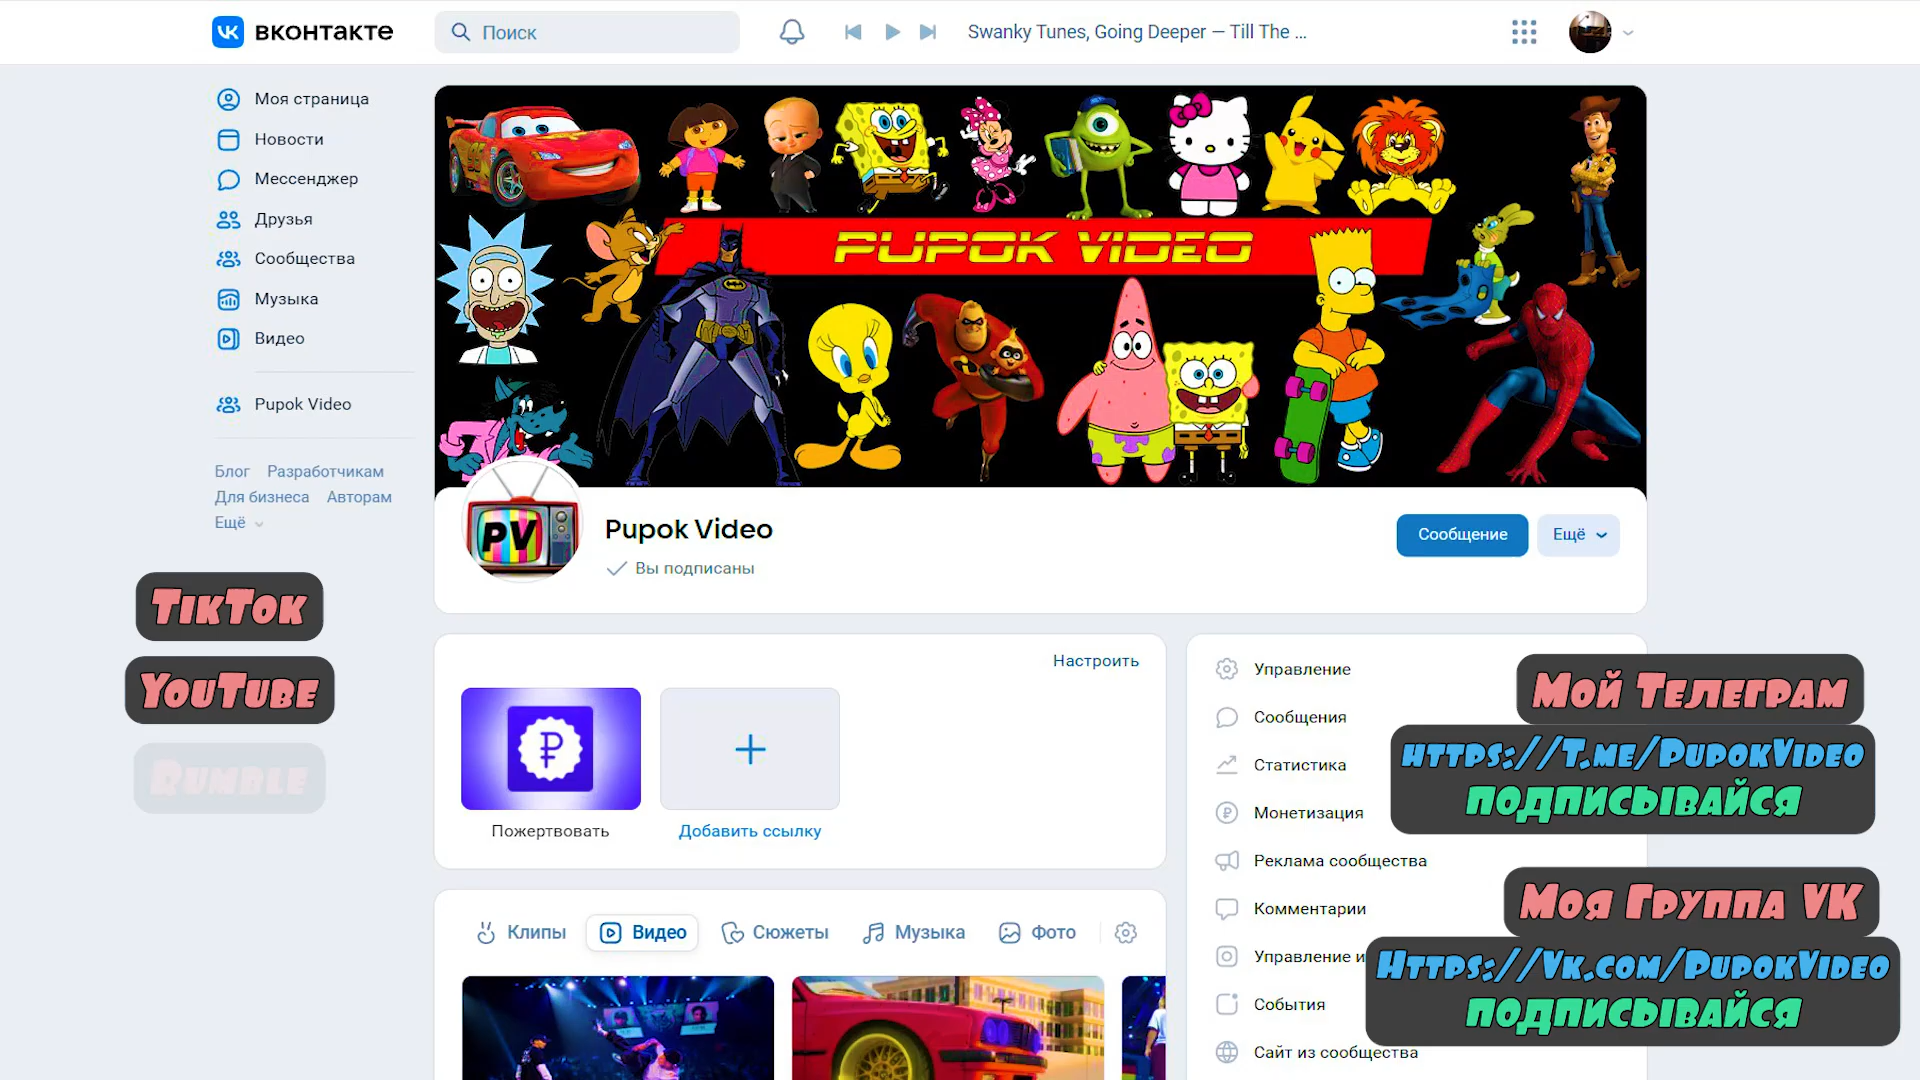 ВКОНТАКТЕ
Поиск
Swanky Tunes, Going Deeper — Till The ...
Моя страница
Новости
Мессенджер
Друзья
Сообщества
Музыка
Видео
Pupok Video
Блог Разработчикам
Для бизнеса Авторам
Ещё
PUPOK VIDEO
PV
Pupok Video
Вы подписаны
Сообщение
Ещё
TikTok
YouTube
Rumble
Настроить
Пожертвовать
Добавить ссылку
Клипы
Видео
Сюжеты
Музыка
Фото
Управление
Сообщения
Статистика
Монетизация
Реклама сообщества
Комментарии
Управление и
События
Сайт из сообщества
Мой Телеграм
https://t.me/PupokVideo
подписывайся
Моя Группа VK
Https://Vk.com/PupokVideo
подписывайся